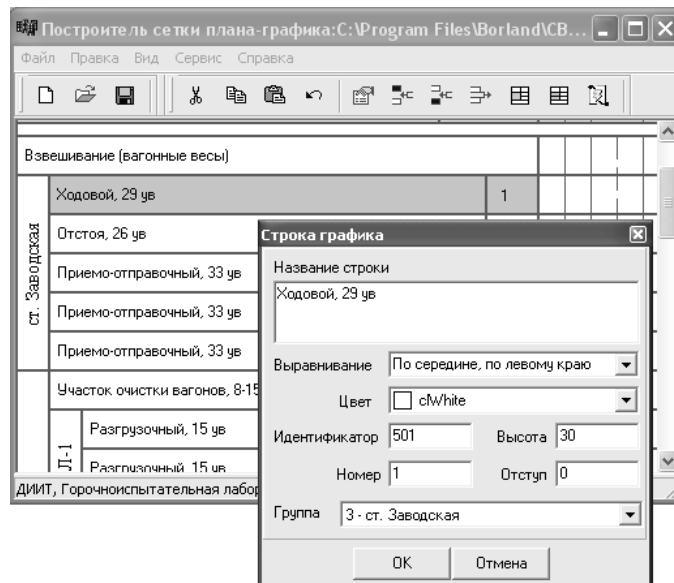 Построитель сетки плана-графика:C:\Program Files\Borland\CB...
Файл Правка Вид Сервис Справка
Взвешивание (вагонные весы)
ст. Заводская
Ходовой, 29 ув 1
Отстоя, 26 ув
Приемо-отправочный, 33 ув
Приемо-отправочный, 33 ув
Приемо-отправочный, 33 ув
Участок очистки вагонов, 8-15
Л-1
Разгрузочный, 15 ув
Разгрузочный, 15 ув
ДИИТ, Горочноиспытательная лабор
Строка графика
Название строки
Ходовой, 29 ув
Выравнивание По середине, по левому краю
Цвет clWhite
Идентификатор 501 Высота 30
Номер 1 Отступ 0
Группа 3 - ст. Заводская
OK Отмена